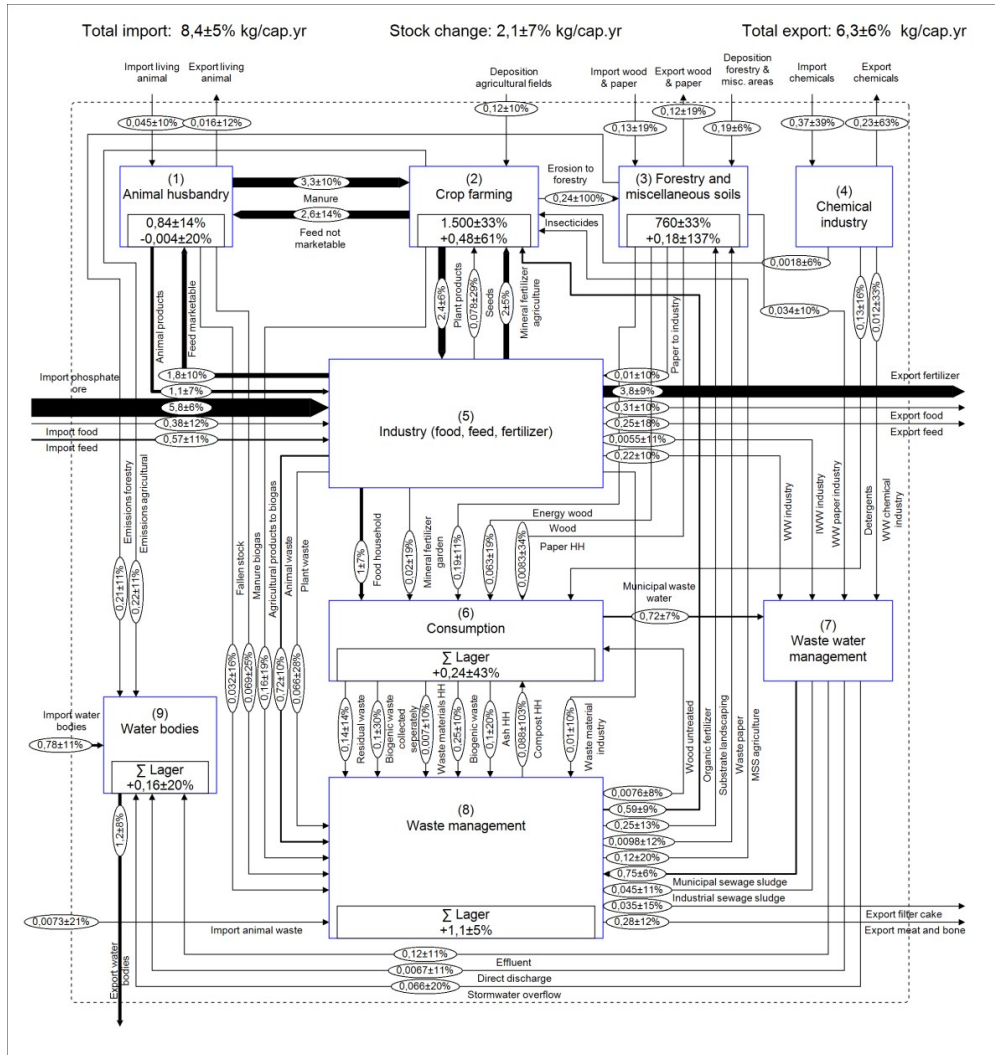 Total import: 8,4±5% kg/cap.yr
Stock change: 2,1±7% kg/cap.yr
Total export: 6,3±6% kg/cap.yr
Import living
animal
Export living
animal
Deposition
agricultural fields
Import wood
& paper
Export wood
& paper
Deposition
forestry &
misc. areas
Import
chemicals
Export
chemicals
0,045±10%
0,016±12%
0,12±10%
0,13±19%
0,12±19%
0,19±6%
0,37±39%
0,23±63%
(1)
Animal husbandry
0,84±14%
-0,004±20%
3,3±10%
Manure
2,6±14%
Feed not
marketable
(2)
Crop farming
1.500±33%
+0,48±61%
Erosion to
forestry
0,24±100%
Insecticides
(3) Forestry and
miscellaneous soils
760±33%
+0,18±137%
(4)
Chemical
industry
0,0018±6%
0,034±10%
0,13±16%
0,012±33%
Animal products
Feed marketable
2,4±6%
Plant products
0,078±29%
Seeds
2±5%
Mineral fertilizer
agriculture
Paper to industry
Import phosphate
ore
1,8±10%
1,1±7%
5,8±6%
0,38±12%
Import food
0,57±11%
Import feed
(5)
Industry (food, feed, fertilizer)
0,01±10%
3,8±9%
Export fertilizer
0,31±10%
Export food
0,25±18%
Export feed
0,0055±11%
0,22±10%
Emissions forestry
Emissions agricultural
0,21±11%
0,22±11%
Fallen stock
Manure biogas
Agricultural products to biogas
Animal waste
Plant waste
0,032±16%
0,069±25%
0,16±19%
0,72±10%
0,066±28%
1±7%
Food household
0,02±19%
Mineral fertilizer
garden
0,19±11%
0,063±19%
0,0083±34%
Energy wood
Wood
Paper HH
WW industry
IWW industry
WW paper industry
Detergents
WW chemical
industry
(6)
Consumption
∑ Lager
+0,24±43%
Municipal waste
water
0,72±7%
(7)
Waste water
management
(9)
Water bodies
∑ Lager
+0,16±20%
Import water
bodies
0,78±11%
1,2±8%
Export water
bodies
0,14±14%
Residual waste
0,1±30%
Biogenic waste
collected
seperately
0,007±10%
Waste materials HH
0,25±10%
Biogenic waste
0,1±20%
Ash HH
0,088±103%
Compost HH
0,01±10%
Waste material
industry
Wood untreated
Organic fertilizer
Substrate landscaping
Waste paper
MSS agriculture
(8)
Waste management
∑ Lager
+1,1±5%
0,0076±8%
0,59±9%
0,25±13%
0,0098±12%
0,12±20%
0,75±6%
Municipal sewage sludge
0,045±11%
Industrial sewage sludge
0,035±15%
Export filter cake
0,28±12%
Export meat and bone
0,0073±21%
Import animal waste
0,12±11%
Effluent
0,0067±11%
Direct discharge
0,066±20%
Stormwater overflow